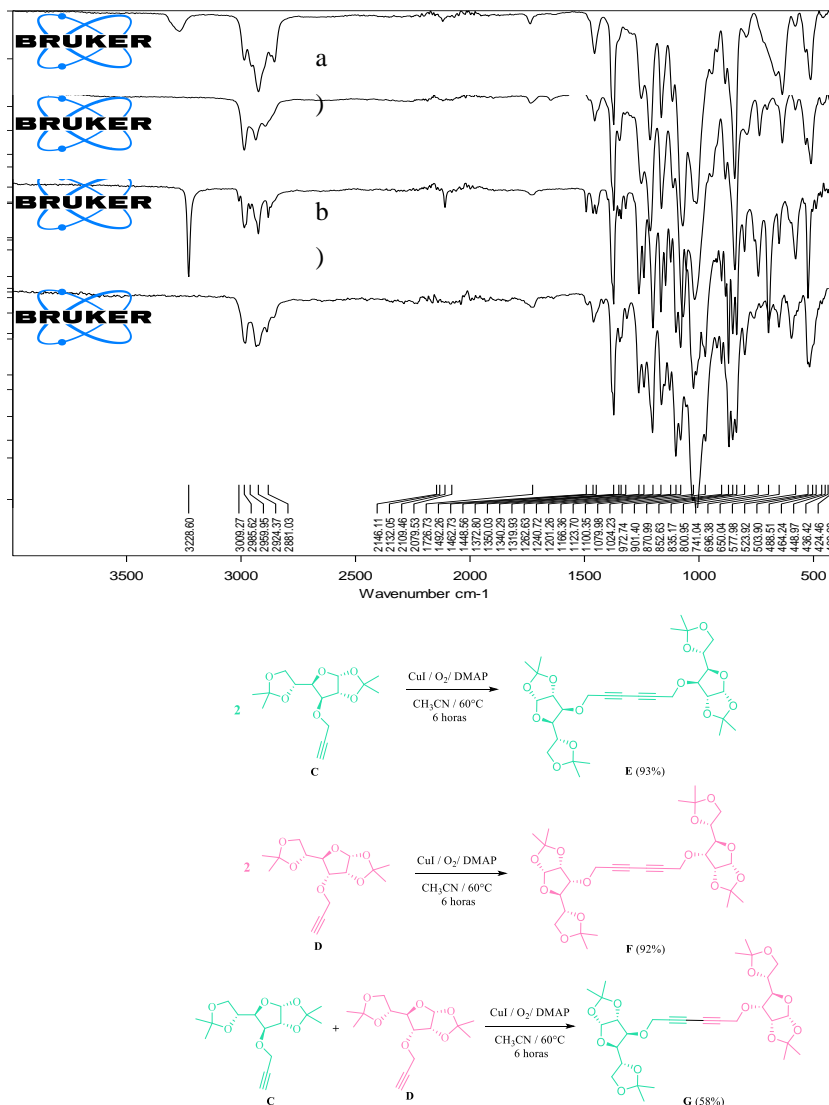 BRUKER
a
)
BRUKER
BRUKER
b
)
BRUKER
3228.60
3009.27
2985.62
2959.95
2924.37
2881.03
2146.11
2132.05
2109.46
2079.53
1726.73
1492.26
1462.73
1448.56
1372.80
1350.03
1340.29
1319.93
1262.63
1240.72
1201.26
1166.36
1123.70
1100.35
1079.98
1024.23
972.74
901.40
870.99
852.63
835.17
800.95
741.04
696.38
650.04
577.98
523.92
503.90
488.51
464.24
448.97
436.42
424.46
3500
3000
2500
2000
1500
1000
500
Wavenumber cm-1
2
C
CuI / O₂/ DMAP
CH₃CN / 60°C
6 horas
E (93%)
2
D
CuI / O₂/ DMAP
CH₃CN / 60°C
6 horas
F (92%)
C
+
D
CuI / O₂/ DMAP
CH₃CN / 60°C
6 horas
G (58%)